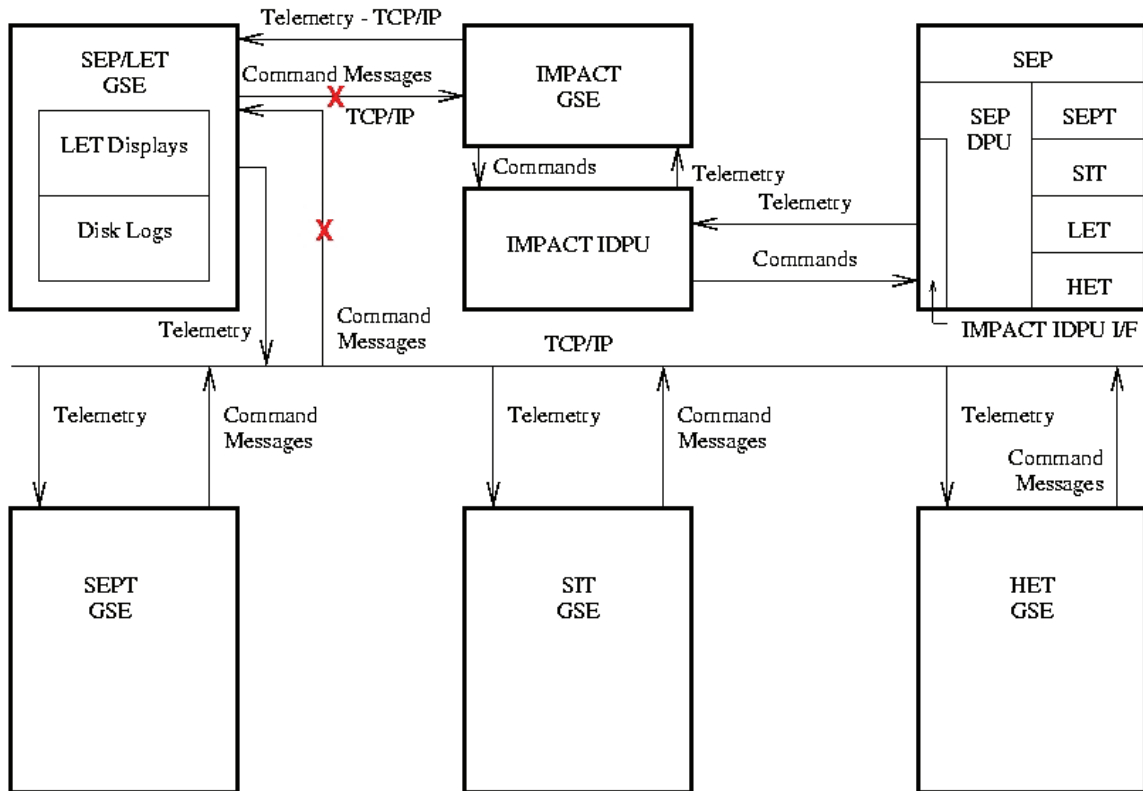 Telemetry - TCP/IP
SEP/LET
GSE
Command Messages
X
TCP/IP
LET Displays
Disk Logs
X
IMPACT
GSE
Commands
Telemetry
IMPACT IDPU
Telemetry
Commands
SEP
SEP
DPU
SEPT
SIT
LET
HET
IMPACT IDPU I/F
Telemetry
Command
Messages
TCP/IP
Telemetry
Command
Messages
Telemetry
Command
Messages
Telemetry
Command
Messages
SEPT
GSE
SIT
GSE
HET
GSE